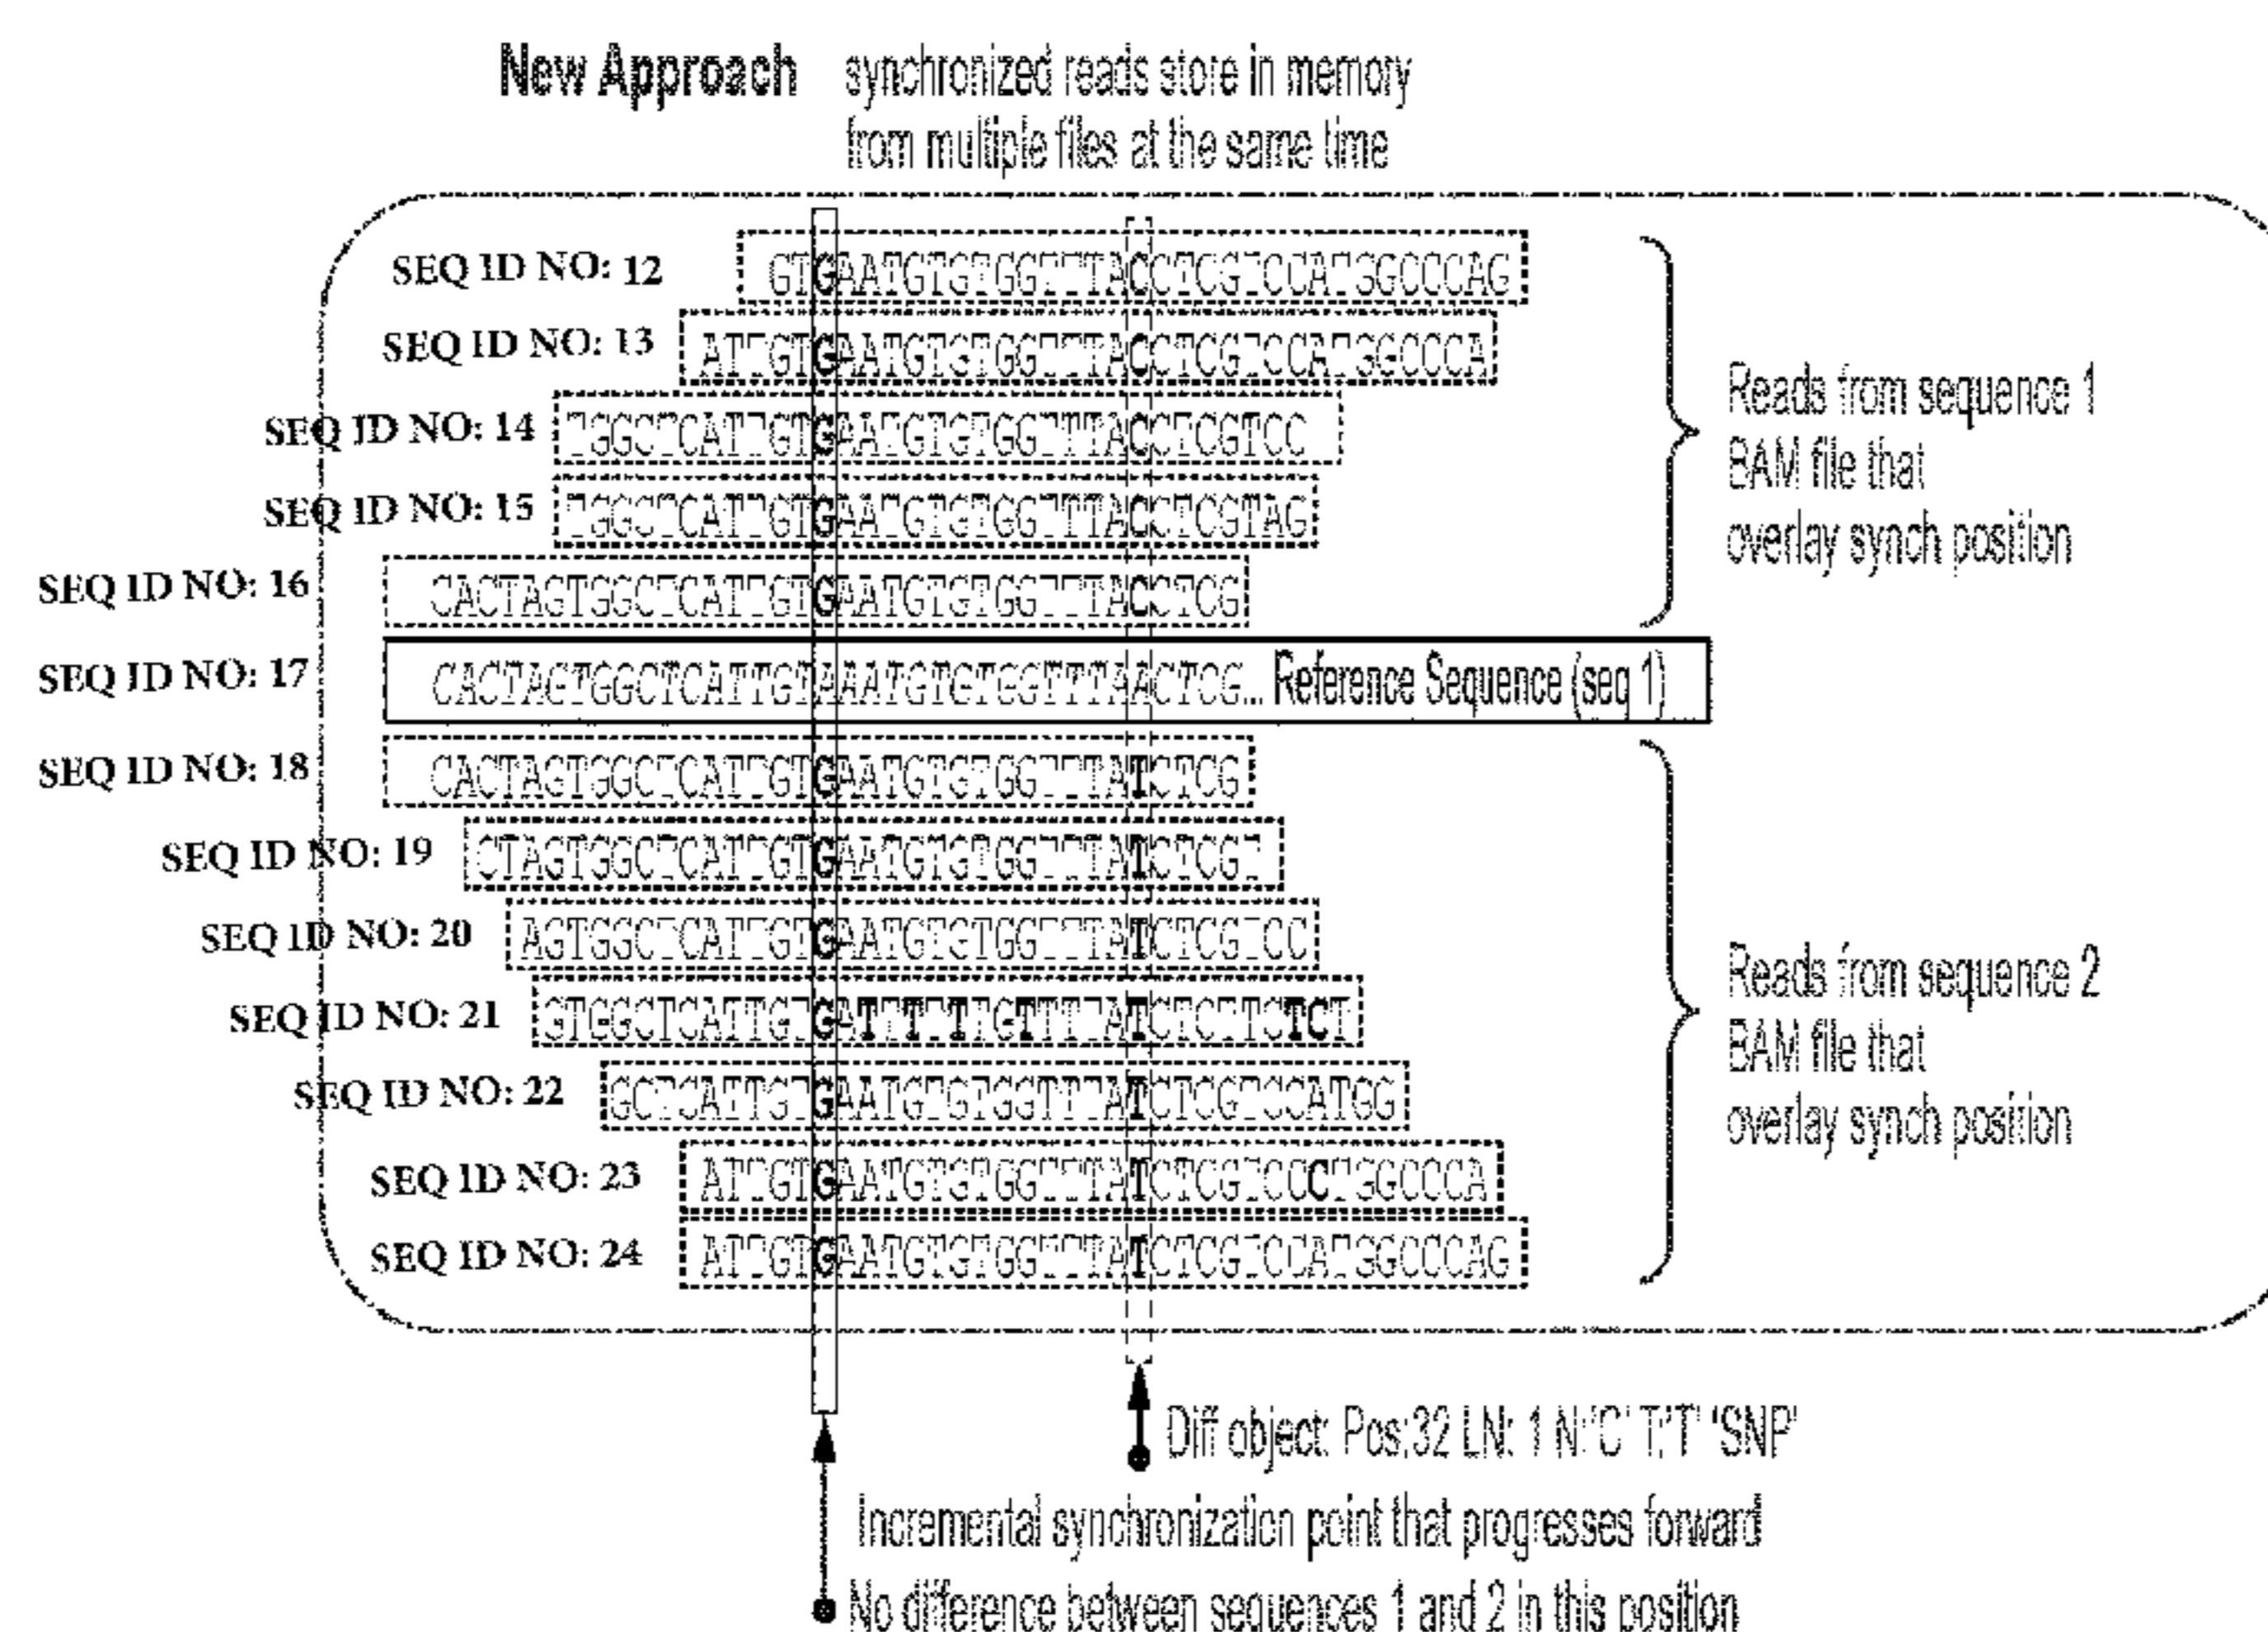 New Approach synchronized reads store in memory
from multiple files at the same time
SEQ ID NO: 12 GTGAATGTGTGGTTTACCTCGTCCATGGCCCAG
SEQ ID NO: 13 ATTGTGAATGTGTGGTTTACCTCGTCCATGGCCCA
SEQ ID NO: 14 TGGCTCATTGTGAATGTGTGGTTTACCTCGTCC
SEQ ID NO: 15 TGGCTCATTGTGAATGTGTGGTTTACCTCGTAG
SEQ ID NO: 16 CACTAGTGGCTCATTGTGAATGTGTGGTTTACCTCG
Reads from sequence 1
BAM file that
overlay synch position
SEQ ID NO: 17 CACTAGTGGCTCATTGTAAATGTGTGGTTTAACTCG... Reference Sequence (seq 1)
SEQ ID NO: 18 CACTAGTGGCTCATTGTGAATGTGTGGTTTATCTCG
SEQ ID NO: 19 CTAGTGGCTCATTGTGAATGTGTGGTTTATCTCGT
SEQ ID NO: 20 AGTGGCTCATTGTGAATGTGTGGTTTATCTCGTCC
SEQ ID NO: 21 GTGGCTCATTGTGATTTTTTGTTTTATCTCTTCTCT
SEQ ID NO: 22 GCTCATTGTGAATGTGTGGTTTATCTCGTCCATGG
SEQ ID NO: 23 ATTGTGAATGTGTGGTTTATCTCGTCCCTGGCCCA
SEQ ID NO: 24 ATTGTGAATGTGTGGTTTATCTCGTCCATGGCCCAG
Reads from sequence 2
BAM file that
overlay synch position
Diff object: Pos:32 LN: 1 N:'C' T:'T' 'SNP'
Incremental synchronization point that progresses forward
No difference between sequences 1 and 2 in this position